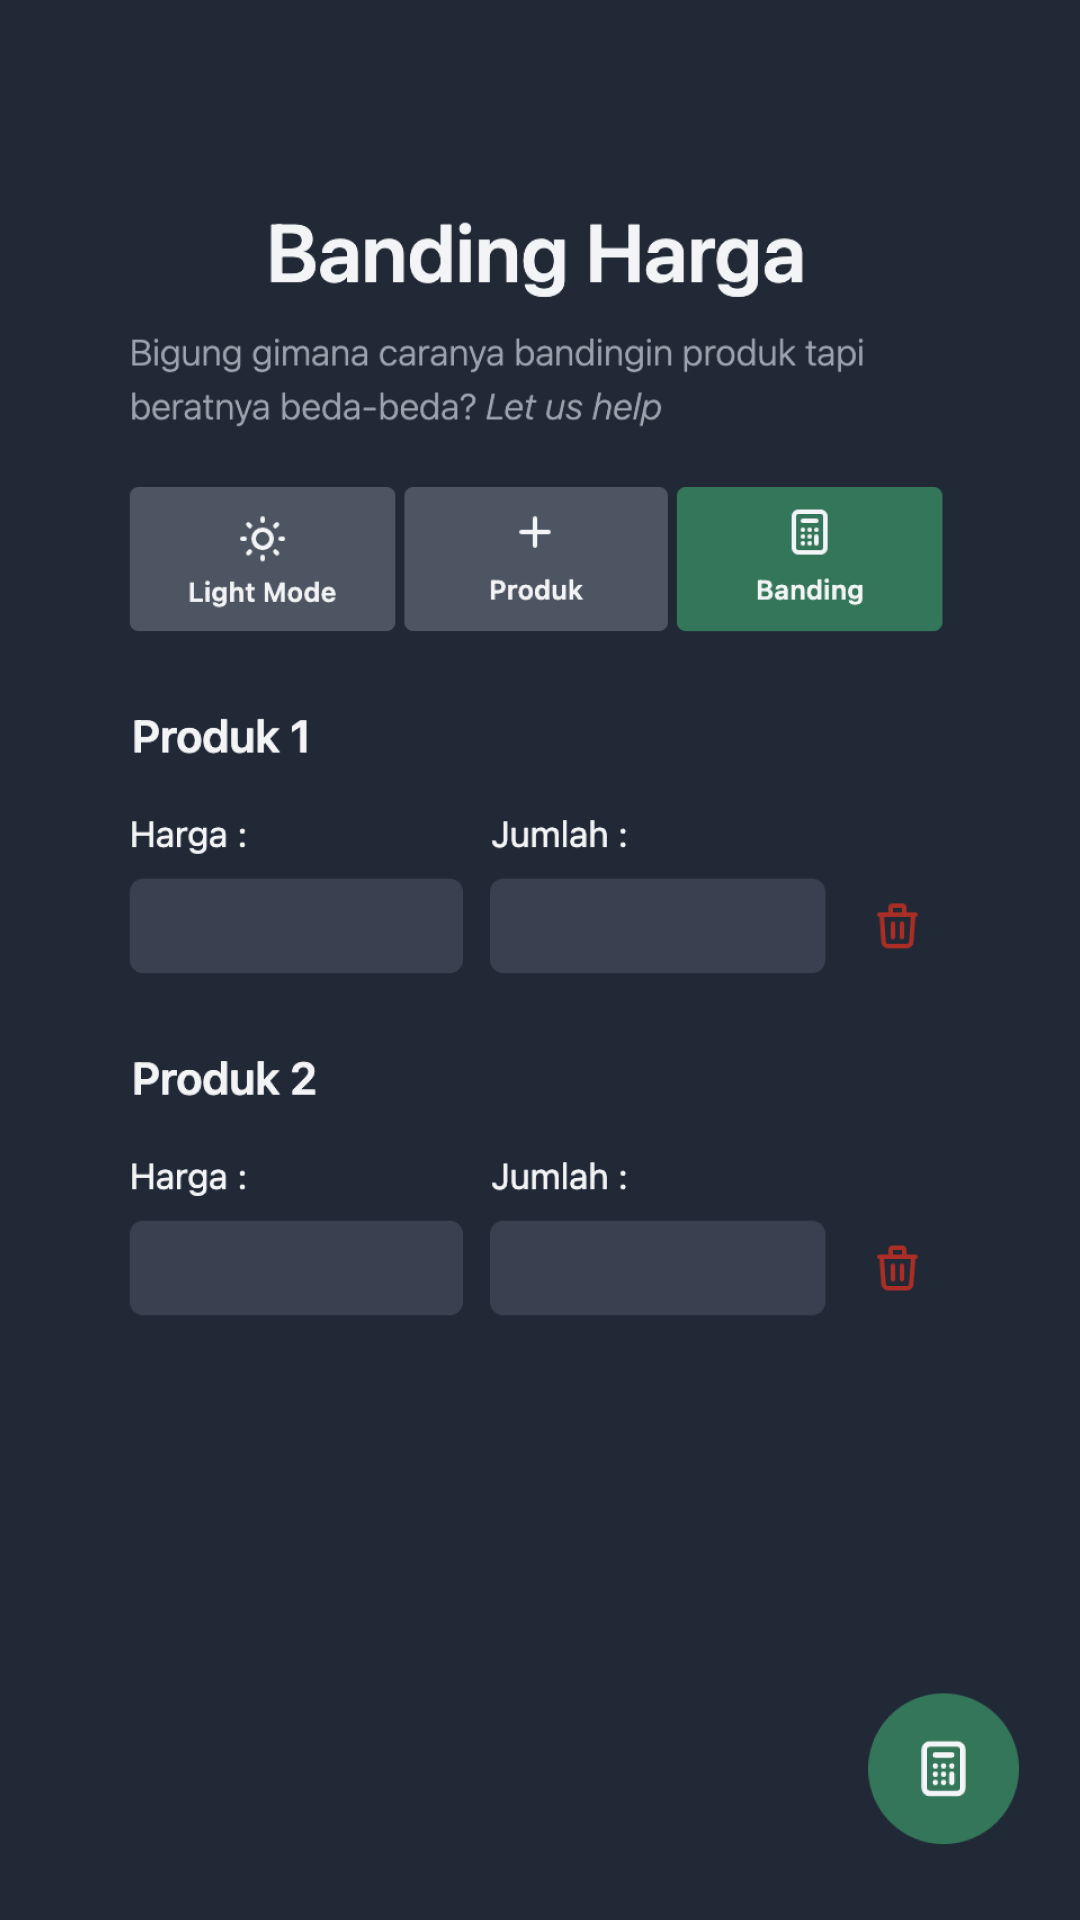 Banding Harga
Bigung gimana caranya bandingin produk tapi
beratnya beda-beda? Let us help
Light Mode
Produk
Banding
Produk 1
Harga :
Jumlah :
Produk 2
Harga :
Jumlah :